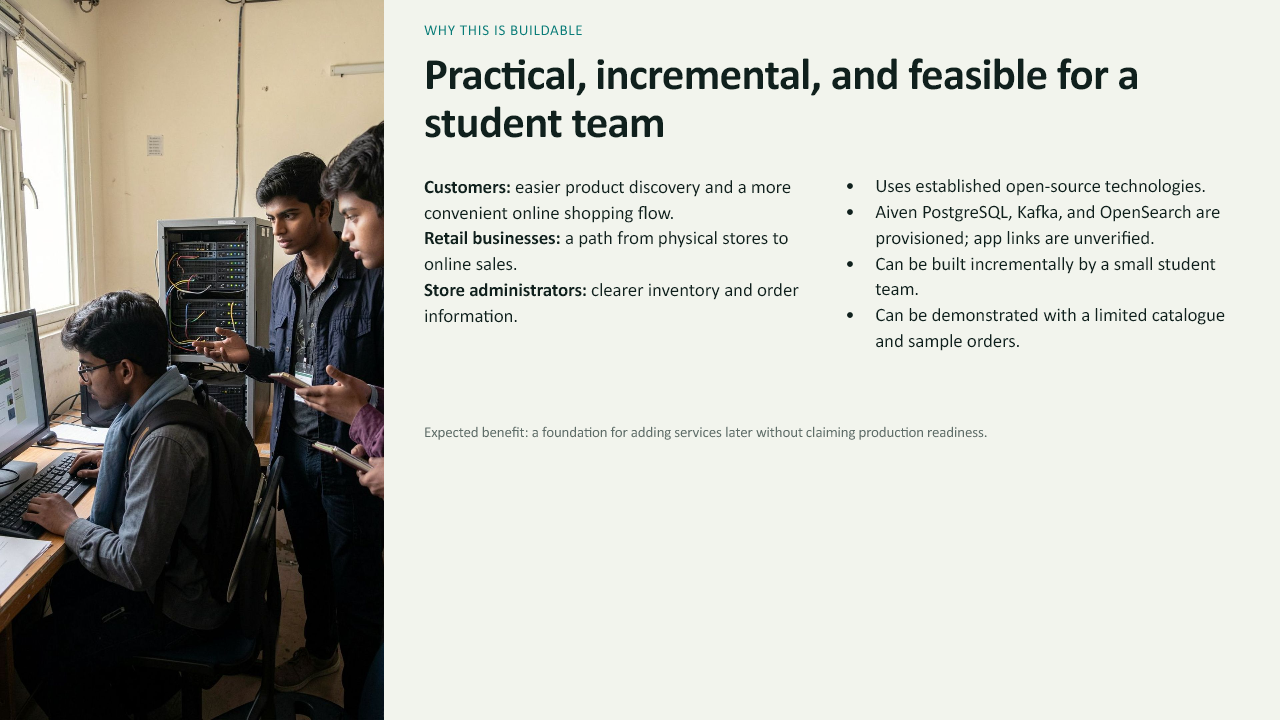 WHY THIS IS BUILDABLE
Practical, incremental, and feasible for a
student team
Customers: easier product discovery and a more
convenient online shopping flow.
Retail businesses: a path from physical stores to
online sales.
Store administrators: clearer inventory and order
information.
• Uses established open-source technologies.
• Aiven PostgreSQL, Kafka, and OpenSearch are
provisioned; app links are unverified.
• Can be built incrementally by a small student
team.
• Can be demonstrated with a limited catalogue
and sample orders.
Expected benefit: a foundation for adding services later without claiming production readiness.